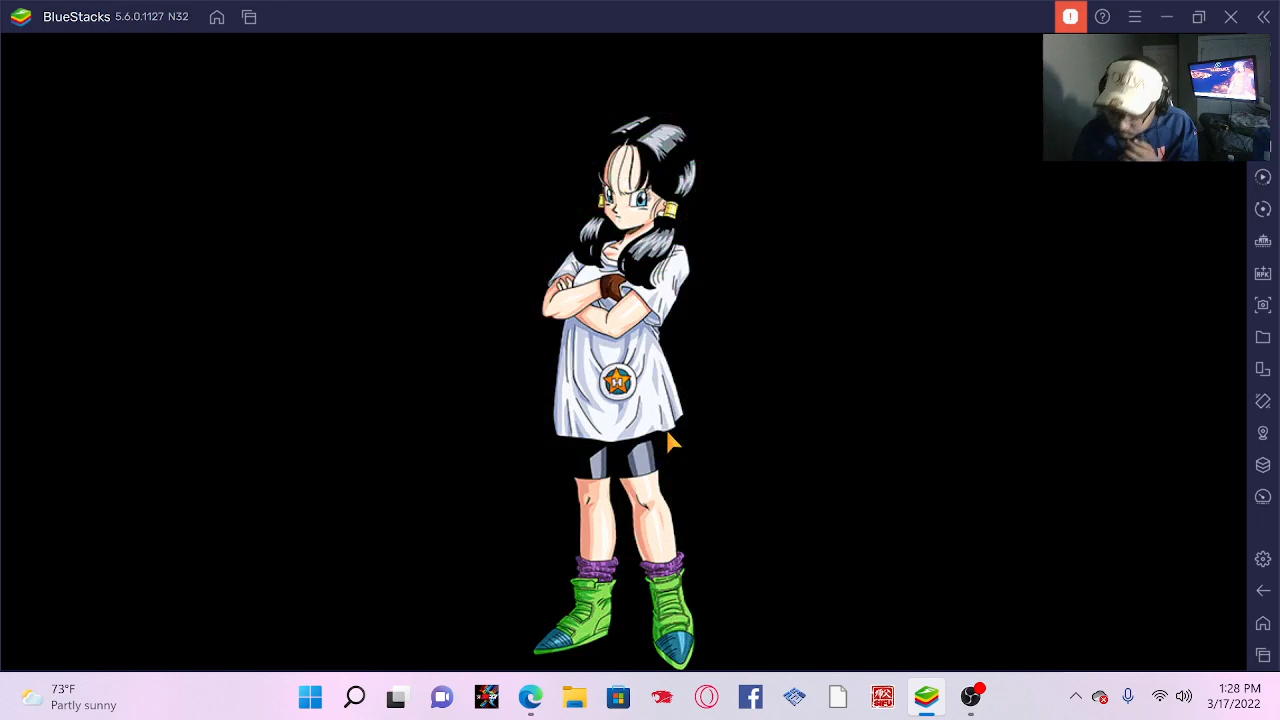 BlueStacks 5.6.0.1127 N32
H
73°F
Partly sunny
1:28 PM
3/17/2022